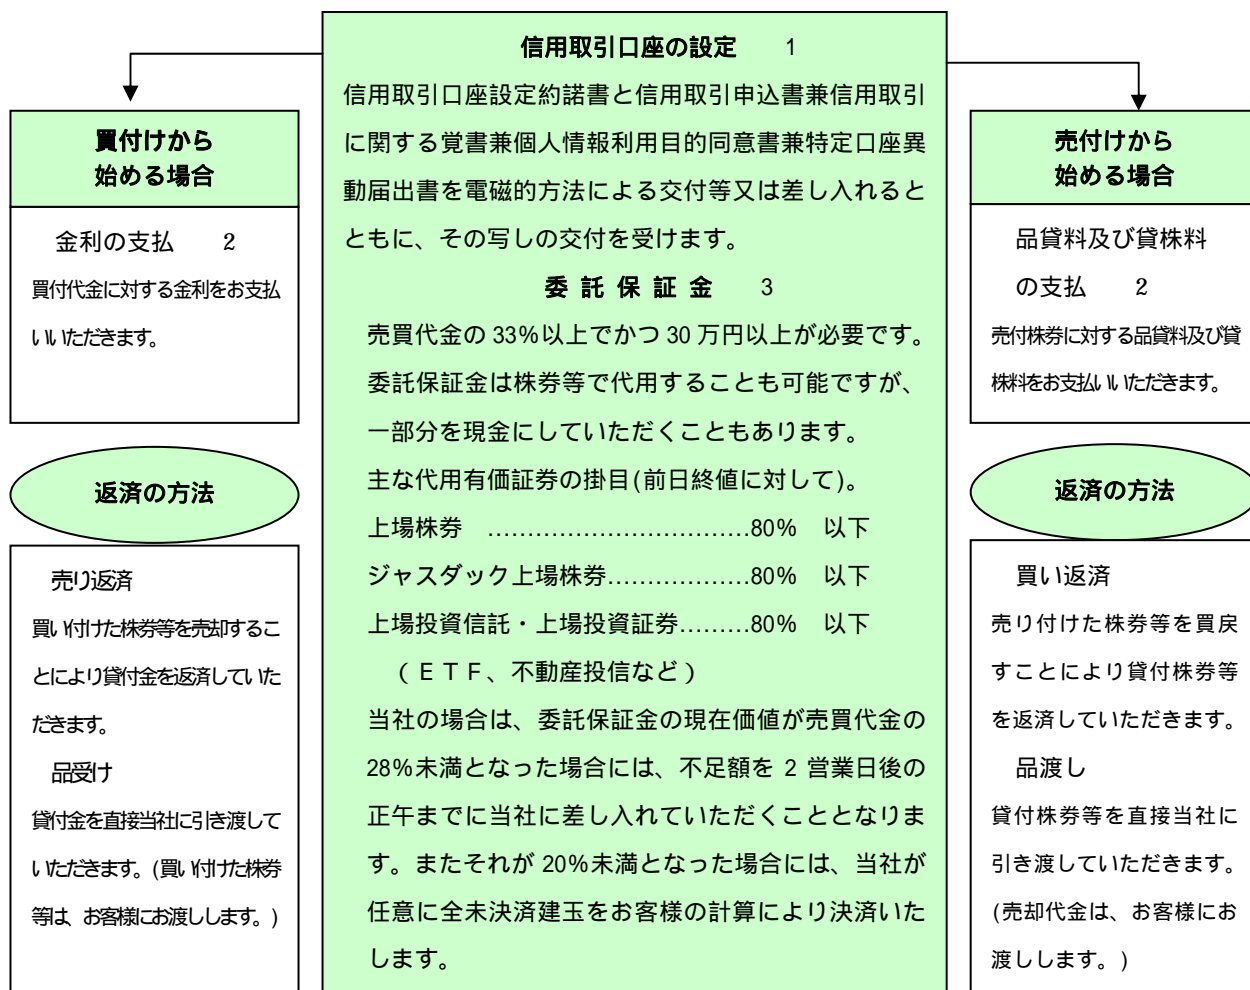 信用取引口座の設定 1
信用取引口座設定約諾書と信用取引申込書兼信用取引
に関する覚書兼個人情報利用目的同意書兼特定口座異
動届出書を電磁的方法による交付等又は差し入れると
ともに、その写しの交付を受けます。
委託保証金 3
売買代金の33%以上でかつ30万円以上が必要です。
委託保証金は株券等で代用することも可能ですが、
一部分を現金にしていただくこともあります。
主な代用有価証券の掛目(前日終値に対して)。
上場株券 .................................80% 以下
ジャスダック上場株券..................80% 以下
上場投資信託・上場投資証券.........80% 以下
(ETF、不動産投信など)
当社の場合は、委託保証金の現在価値が売買代金の
28%未満となった場合には、不足額を2営業日後の
正午までに当社に差し入れていただくこととなりま
す。またそれが20%未満となった場合には、当社が
任意に全未決済建玉をお客様の計算により決済いた
します。
買付けから
始める場合
金利の支払 2
買付代金に対する金利をお支払
いいただきます。
返済の方法
売り返済
買い付けた株券等を売却するこ
とにより貸付金を返済していた
だきます。
品受け
貸付金を直接当社に引き渡して
いただきます。(買い付けた株券
等は、お客様にお渡しします。)
売付けから
始める場合
品貸料及び貸株料
の支払 2
売付株券に対する品貸料及び貸
株料をお支払いいただきます。
返済の方法
買い返済
売り付けた株券等を買戻
すことにより貸付株券等
を返済していただきます。
品渡し
貸付株券等を直接当社に
引き渡していただきます。
(売却代金は、お客様にお
渡しします。)